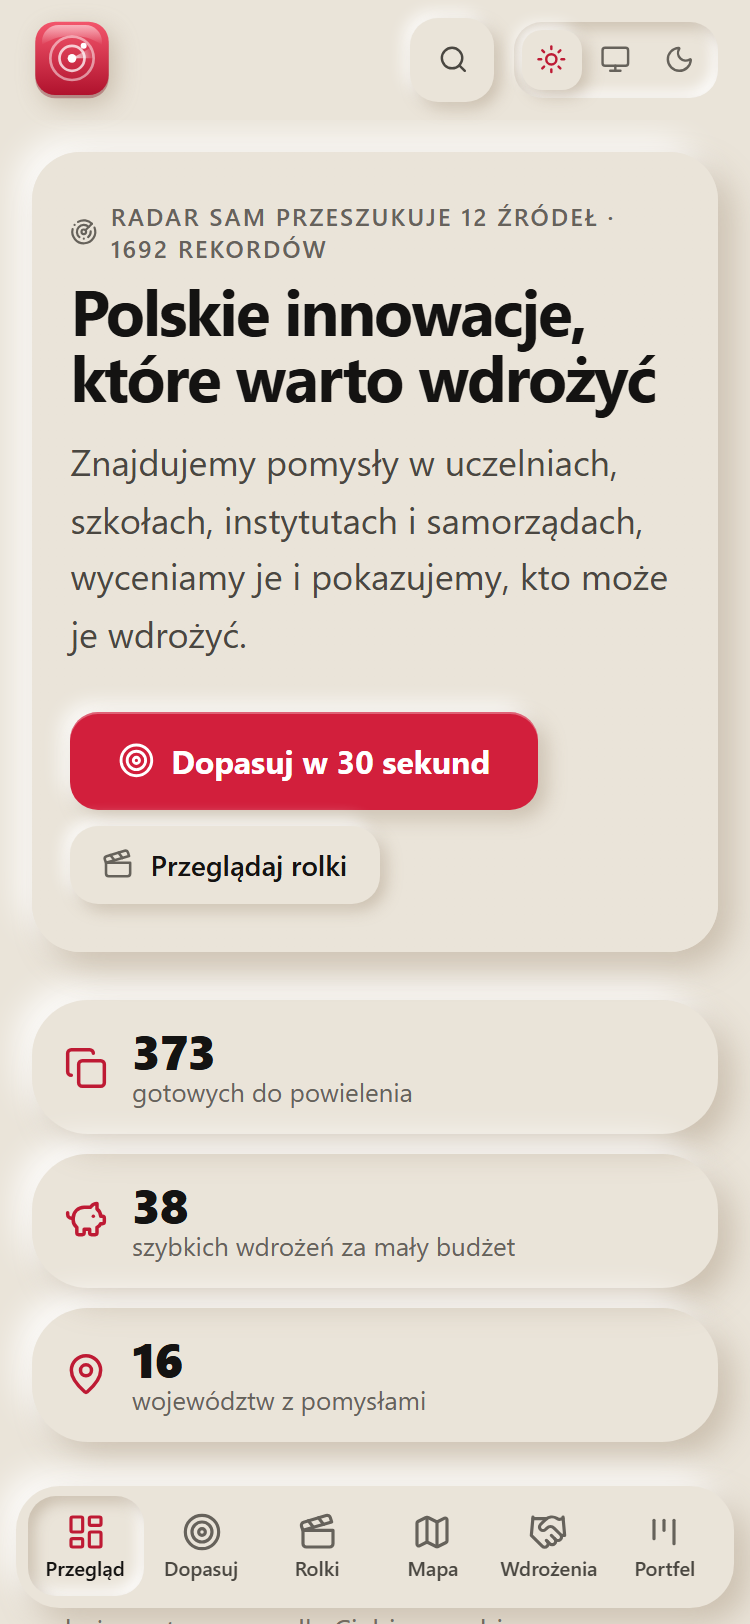 RADAR SAM PRZESZUKUJE 12 ŹRÓDEŁ ·
1692 REKORDÓW
Polskie innowacje,
które warto wdrożyć
Znajdujemy pomysły w uczelniach,
szkołach, instytutach i samorządach,
wyceniamy je i pokazujemy, kto może
je wdrożyć.
Dopasuj w 30 sekund
Przeglądaj rolki
373
gotowych do powielenia
38
szybkich wdrożeń za mały budżet
16
województw z pomysłami
Przegląd
Dopasuj
Rolki
Mapa
Wdrożenia
Portfel